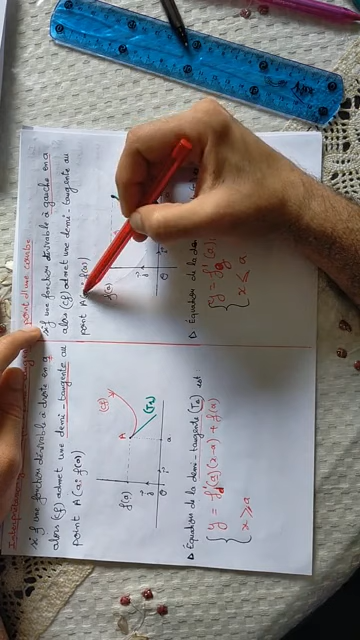 point d'une courbe
si f une fonction dérivable à droite en a
alors (Cf) admet une demi-tangente au
point A(a; f(a))
(Cf)
A
(Td)
f(a)
j
O
i
a
▷ Équation de la demi-tangente (Td) est
{ y = f'd(a)(x-a) + f(a)
x ⩾ a
si f une fonction dérivable à gauche en a
alors (Cf) admet une demi-tangente au
point A(a; f(a))
f(a)
j
O
▷ Équation de la
{ y = f'g(a)
x ⩽ a